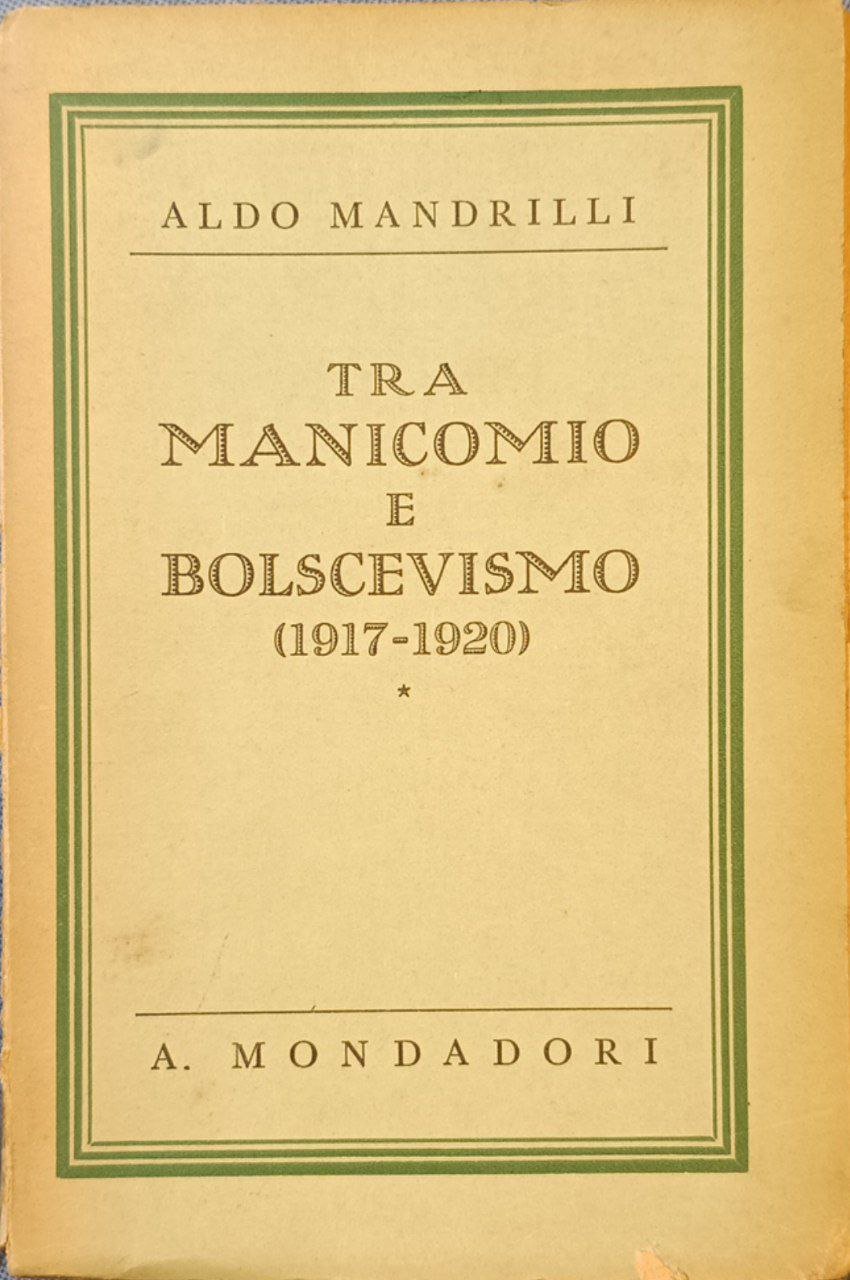 ALDO MANDRILLI
TRA
MANICOMIO
E
BOLSCEVISMO
(1917-1920)
*
A. MONDADORI